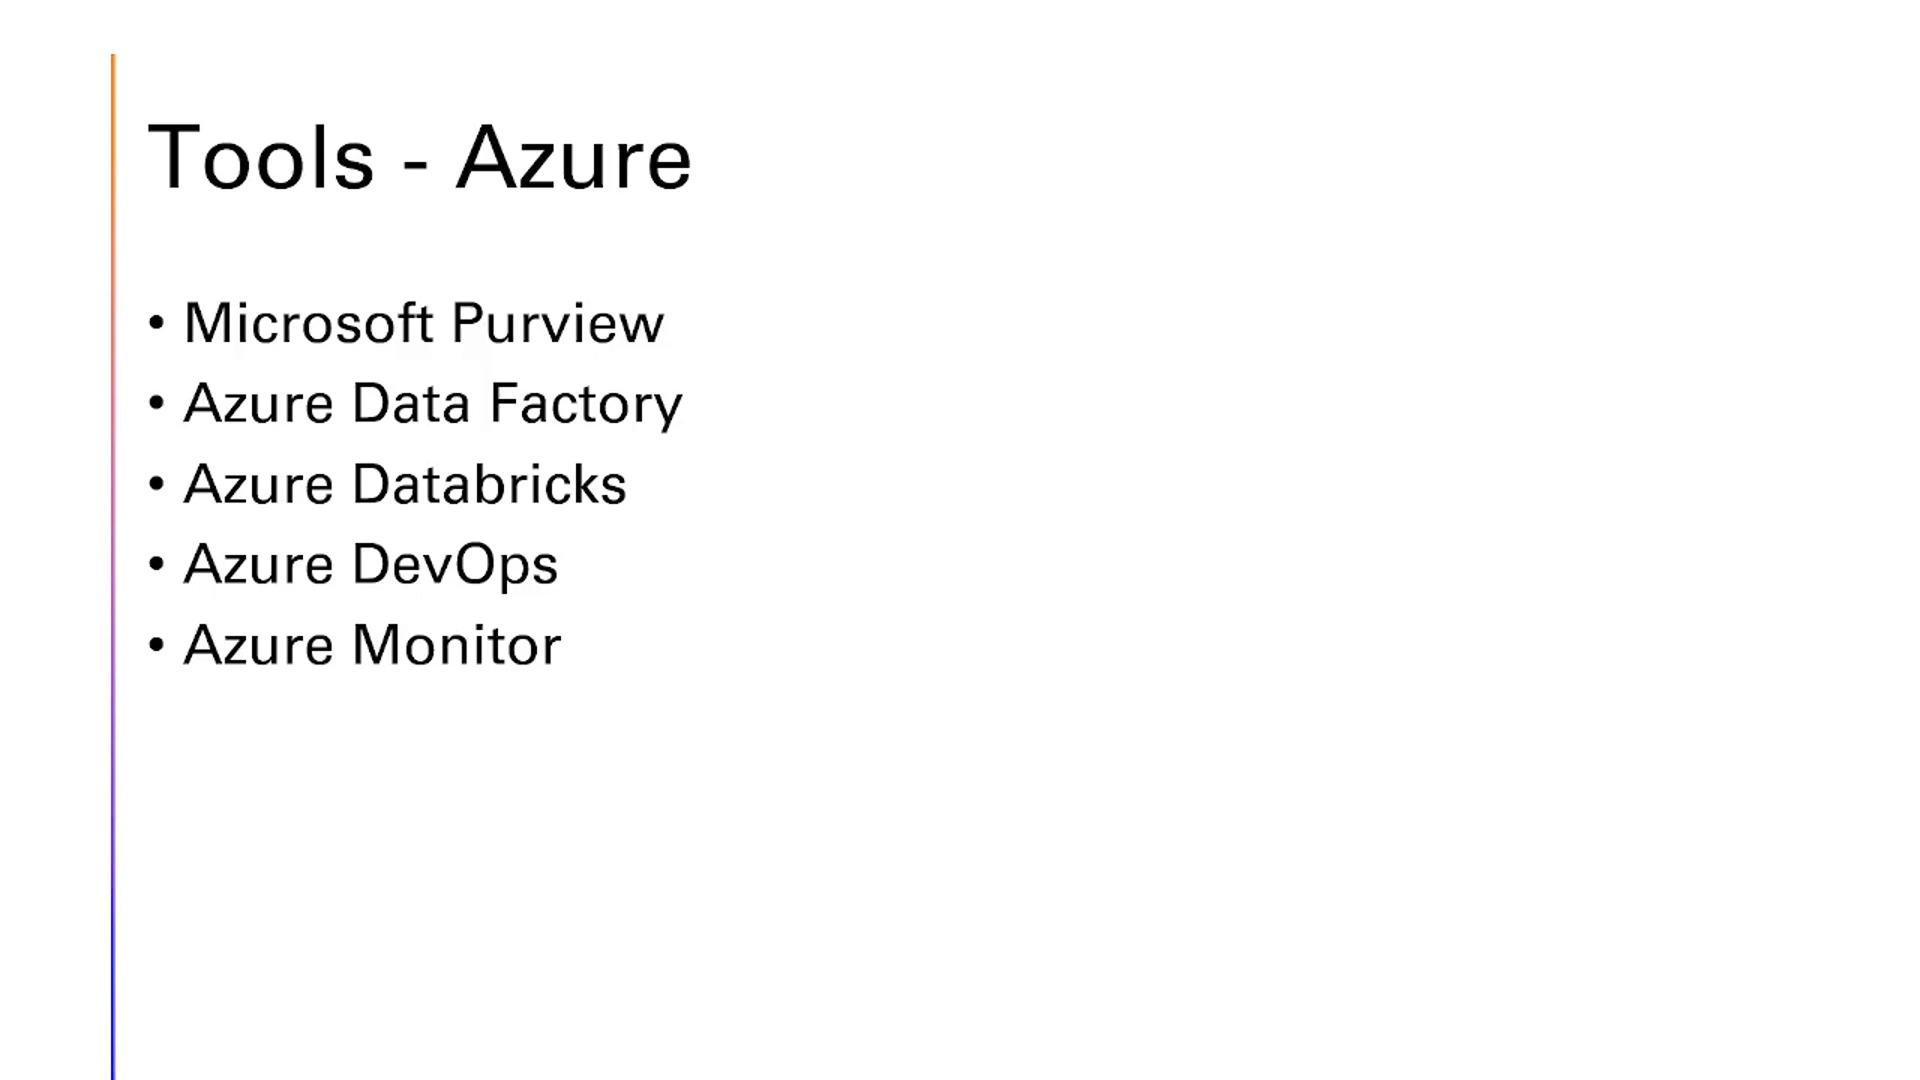 Tools - Azure
• Microsoft Purview
• Azure Data Factory
• Azure Databricks
• Azure DevOps
• Azure Monitor